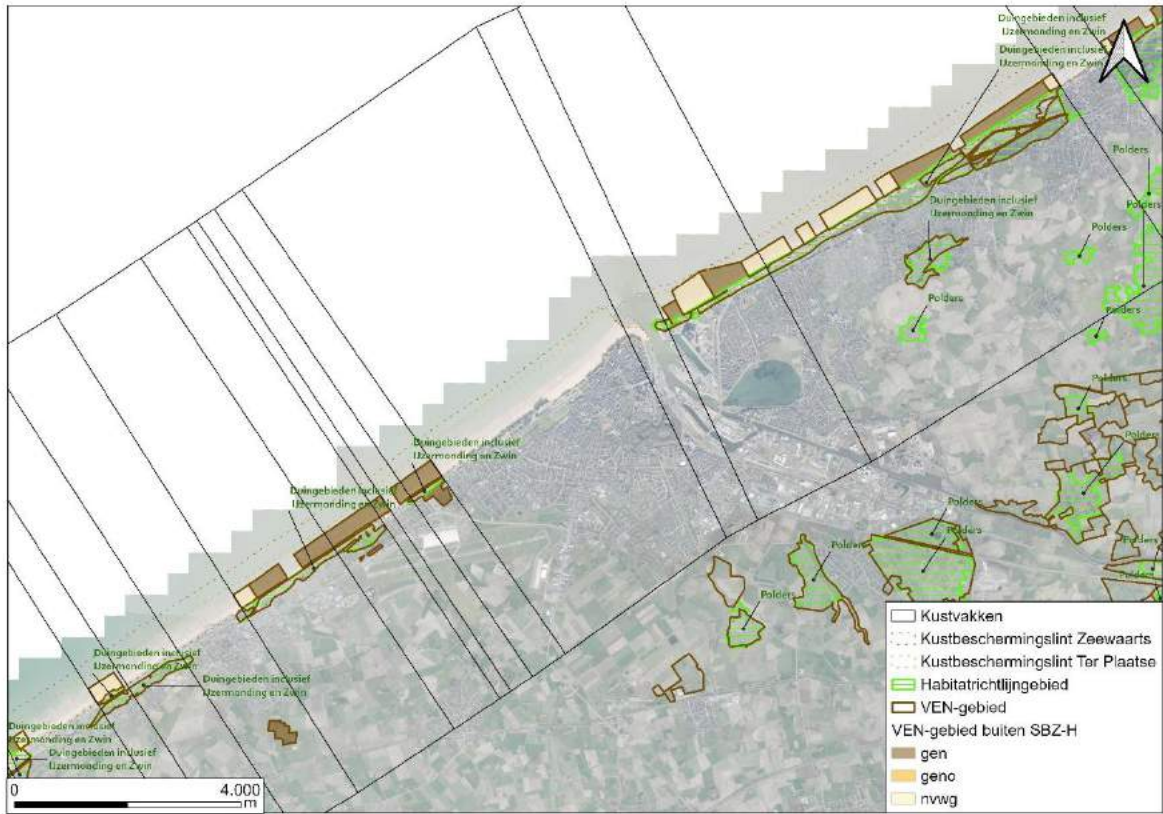 Duingebieden inclusief
IJzermonding en Zwin
Duingebieden inclusief
IJzermonding en Zwin
Polders
Polders
Duingebieden inclusief
IJzermonding en Zwin
Polders
Polders
Polders
Polders
Polders
Polders
Duingebieden inclusief
IJzermonding en Zwin
Duingebieden inclusief
IJzermonding en Zwin
Polders
Polders
Polders
Polders
Polders
Polders
Duingebieden inclusief
IJzermonding en Zwin
Duingebieden inclusief
IJzermonding en Zwin
Duingebieden inclusief
IJzermonding en Zwin
Duingebieden inclusief
IJzermonding en Zwin
0 4.000
m
Kustvakken
Kustbeschermingslint Zeewaarts
Kustbeschermingslint Ter Plaatse
Habitatrichtlijngebied
VEN-gebied
VEN-gebied buiten SBZ-H
gen
geno
nvwg